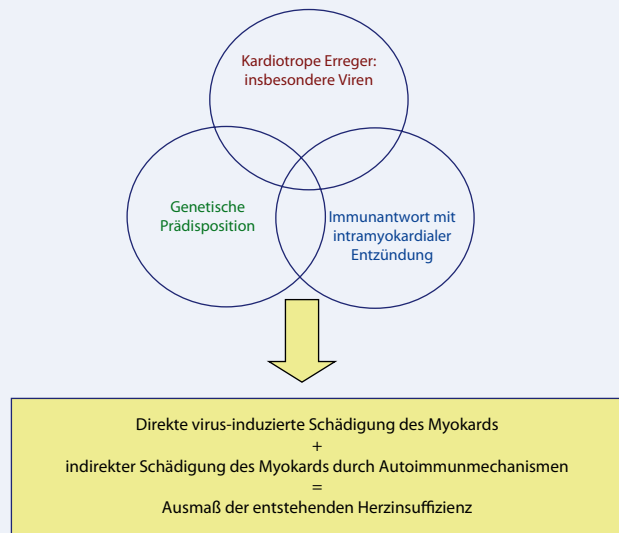 Kardiotrope Erreger:
insbesondere Viren
Genetische
Prädisposition
Immunantwort mit
intramyokardialer
Entzündung
Direkte virus-induzierte Schädigung des Myokards
+
indirekter Schädigung des Myokards durch Autoimmunmechanismen
=
Ausmaß der entstehenden Herzinsuffizienz